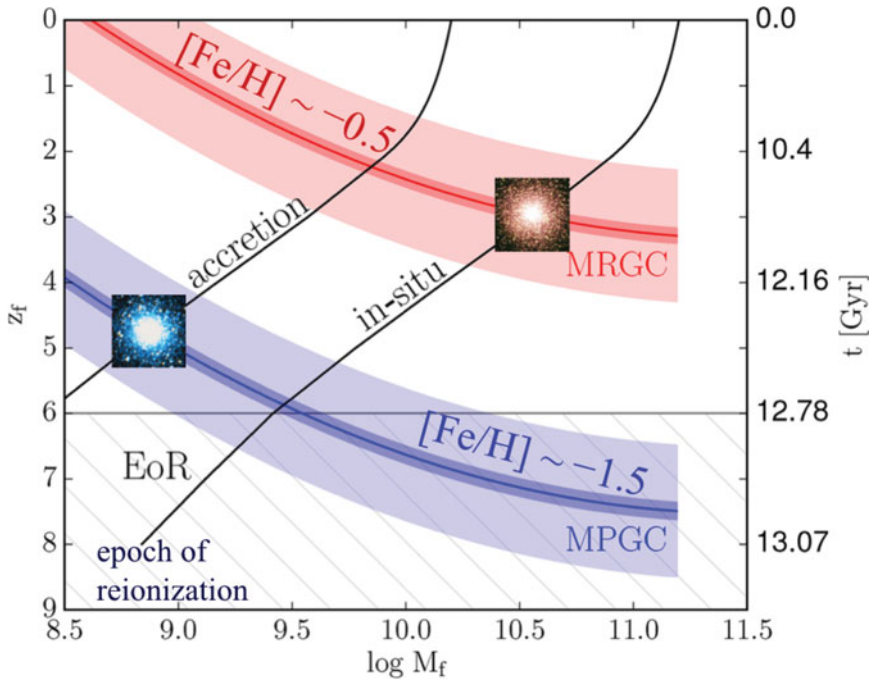 0
1
2
3
4
5
6
7
8
9
z_f
8.5
9.0
9.5
10.0
10.5
11.0
11.5
log M_f
0.0
10.4
12.16
12.78
13.07
t [Gyr]
[Fe/H] ~ −0.5
accretion
in-situ
MRGC
[Fe/H] ~ −1.5
EoR
MPGC
epoch of
reionization